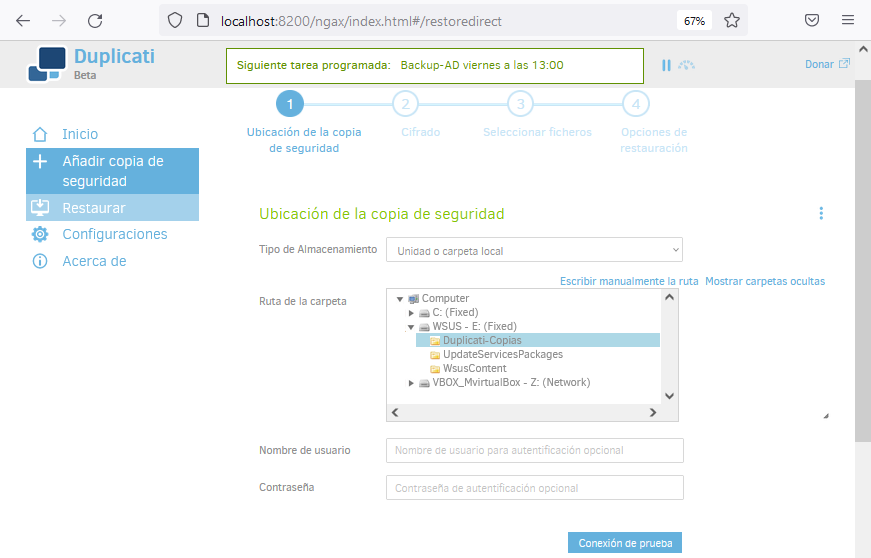 localhost:8200/ngax/index.html#/restoredirect
67%
Duplicati
Beta
Siguiente tarea programada: Backup-AD viernes a las 13:00
Donar
1
2
3
4
Ubicación de la copia
de seguridad
Cifrado
Seleccionar ficheros
Opciones de
restauración
Inicio
Añadir copia de
seguridad
Restaurar
Configuraciones
Acerca de
Ubicación de la copia de seguridad
Tipo de Almacenamiento
Unidad o carpeta local
Escribir manualmente la ruta
Mostrar carpetas ocultas
Ruta de la carpeta
Computer
C: (Fixed)
WSUS - E: (Fixed)
Duplicati-Copias
UpdateServicesPackages
WsusContent
VBOX_MvirtualBox - Z: (Network)
Nombre de usuario
Nombre de usuario para autentificación opcional
Contraseña
Contraseña de autentificación opcional
Conexión de prueba